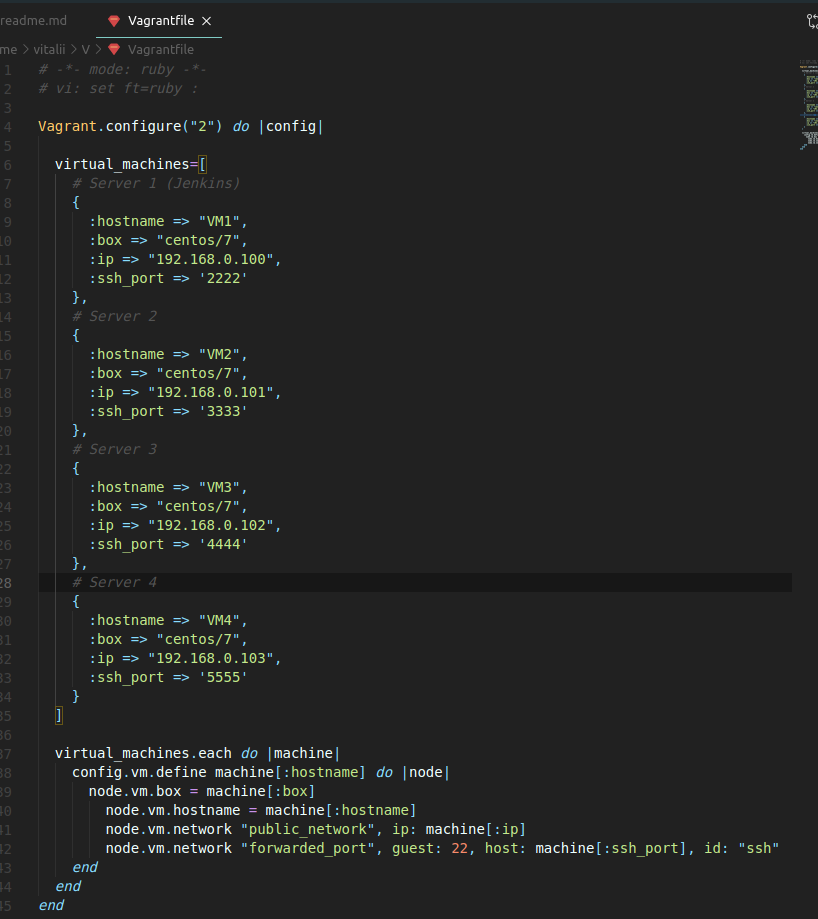 readme.md
Vagrantfile
me > vitalii > V > Vagrantfile
1 # -*- mode: ruby -*-
2 # vi: set ft=ruby :
3
4 Vagrant.configure("2") do |config|
5
6   virtual_machines=[
7     # Server 1 (Jenkins)
8     {
9       :hostname => "VM1",
10       :box => "centos/7",
11       :ip => "192.168.0.100",
12       :ssh_port => '2222'
13     },
14     # Server 2
15     {
16       :hostname => "VM2",
17       :box => "centos/7",
18       :ip => "192.168.0.101",
19       :ssh_port => '3333'
20     },
21     # Server 3
22     {
23       :hostname => "VM3",
24       :box => "centos/7",
25       :ip => "192.168.0.102",
26       :ssh_port => '4444'
27     },
28     # Server 4
29     {
30       :hostname => "VM4",
31       :box => "centos/7",
32       :ip => "192.168.0.103",
33       :ssh_port => '5555'
34     }
35   ]
36
37   virtual_machines.each do |machine|
38     config.vm.define machine[:hostname] do |node|
39       node.vm.box = machine[:box]
40         node.vm.hostname = machine[:hostname]
41         node.vm.network "public_network", ip: machine[:ip]
42         node.vm.network "forwarded_port", guest: 22, host: machine[:ssh_port], id: "ssh"
43     end
44   end
45 end